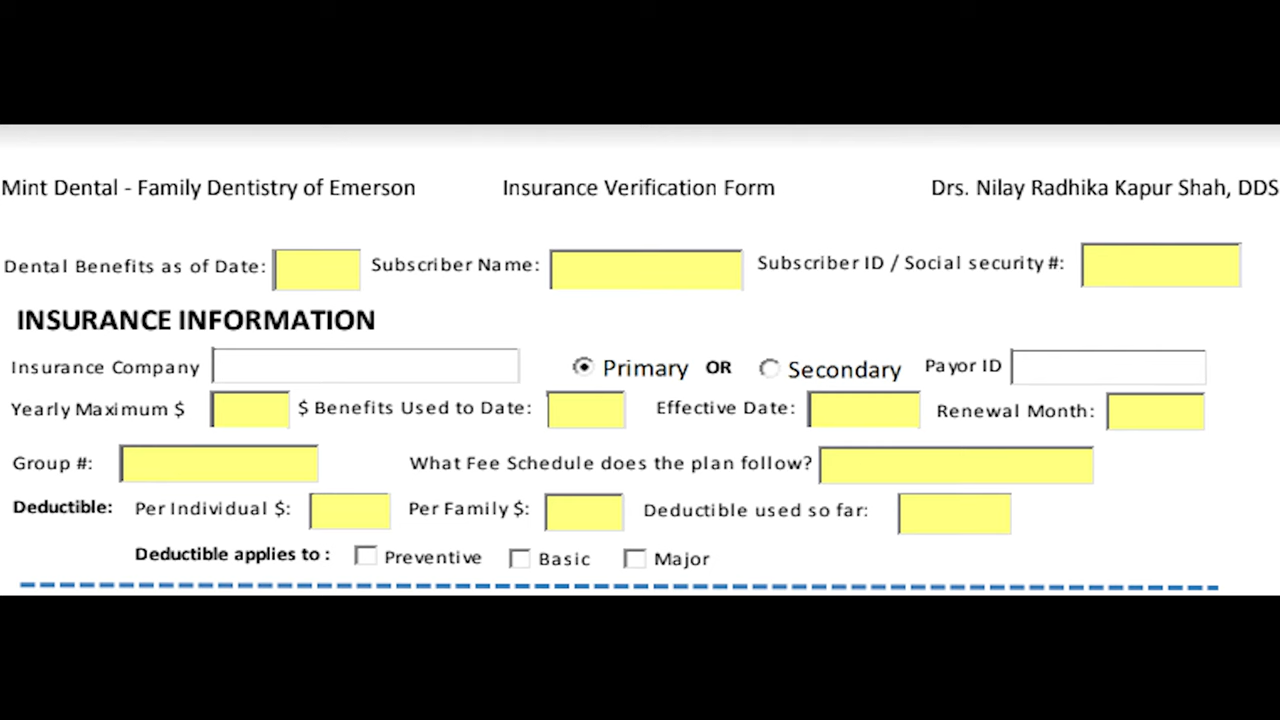 Mint Dental - Family Dentistry of Emerson Insurance Verification Form Drs. Nilay Radhika Kapur Shah, DDS
Dental Benefits as of Date: Subscriber Name: Subscriber ID / Social security #:
INSURANCE INFORMATION
Insurance Company Primary OR Secondary Payor ID
Yearly Maximum $ $ Benefits Used to Date: Effective Date: Renewal Month:
Group #: What Fee Schedule does the plan follow?
Deductible: Per Individual $: Per Family $: Deductible used so far:
Deductible applies to : Preventive Basic Major